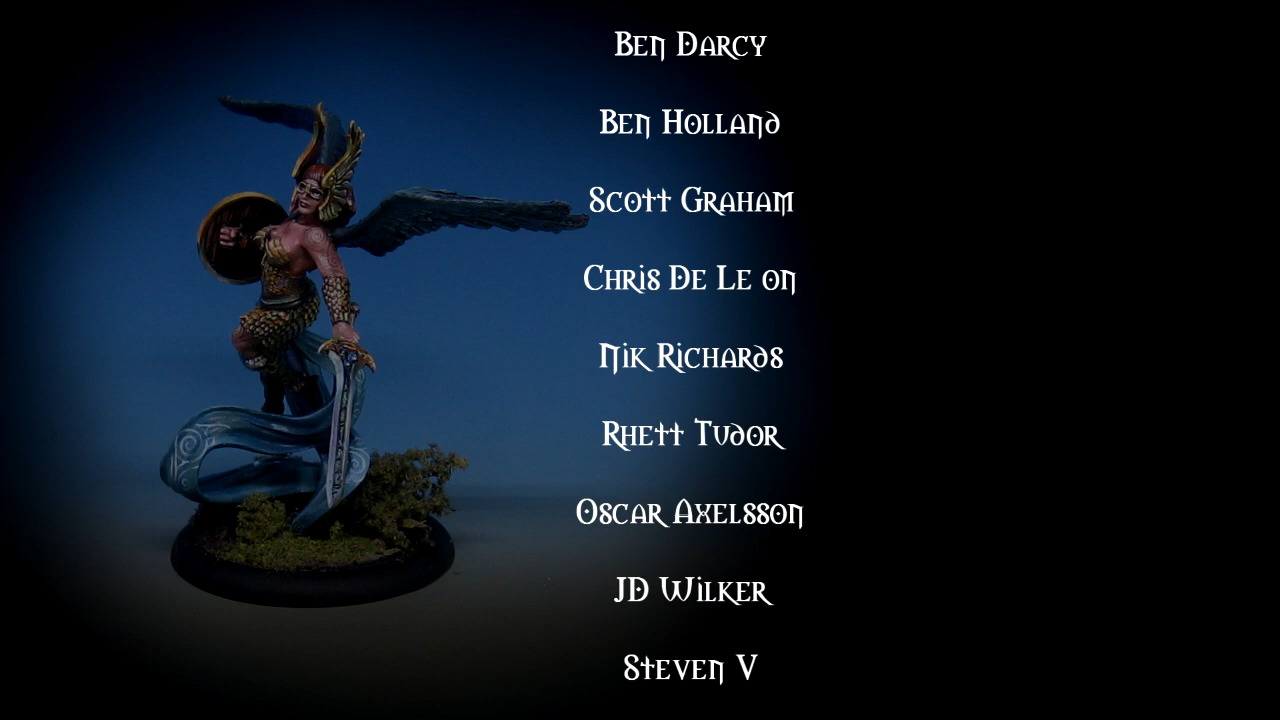 Ben Darcy
Ben Holland
Scott Graham
Chris De Le on
Nik Richards
Rhett Tudor
Oscar Axelsson
JD Wilker
Steven V